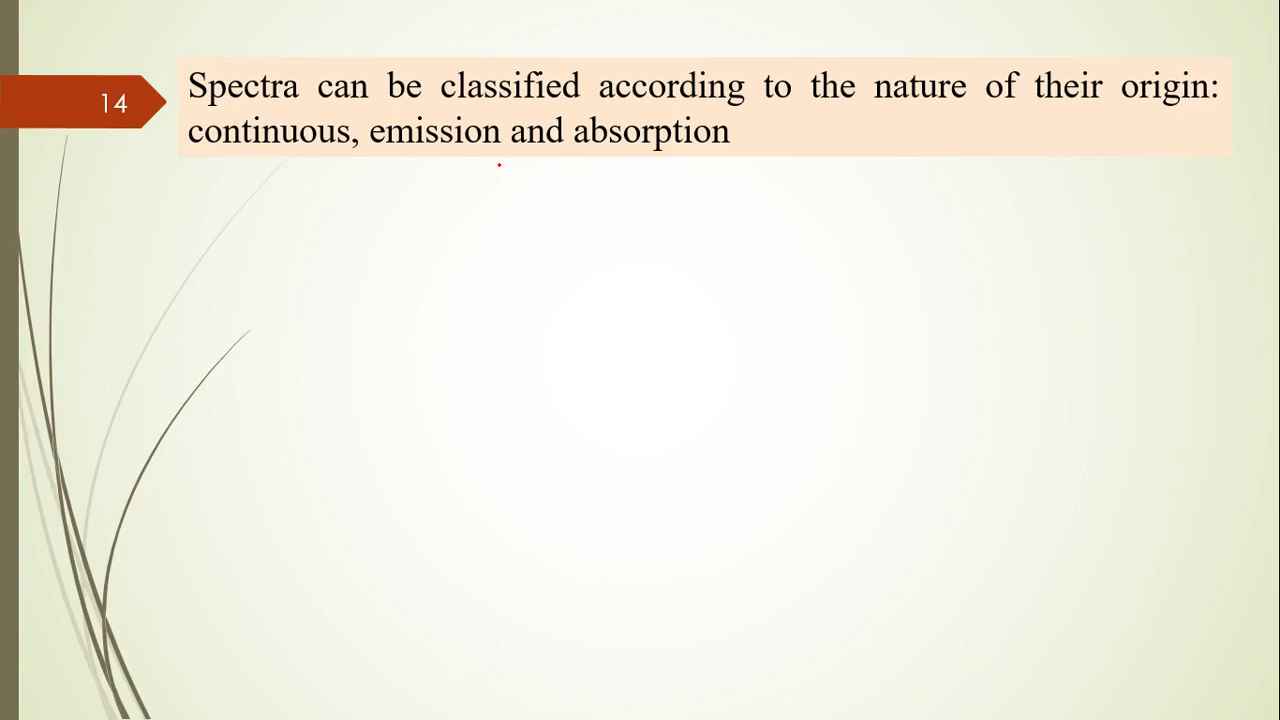 14
Spectra can be classified according to the nature of their origin:
continuous, emission and absorption